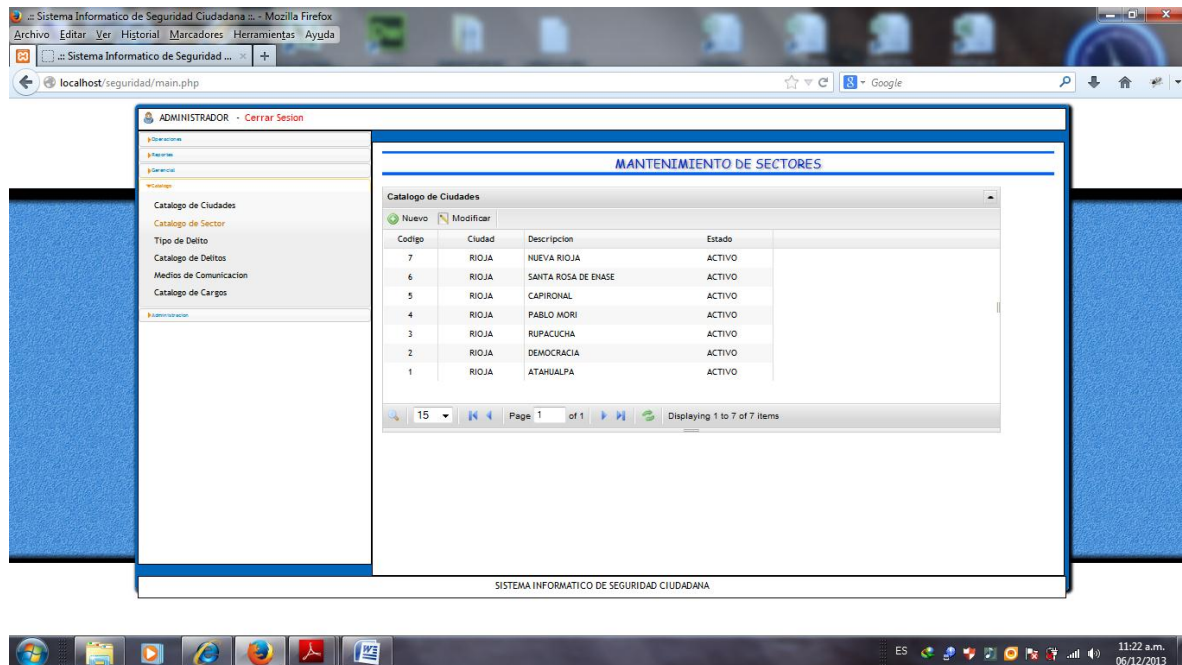 .:: Sistema Informatico de Seguridad Ciudadana ::. - Mozilla Firefox
Archivo Editar Ver Historial Marcadores Herramientas Ayuda
.:: Sistema Informatico de Seguridad ... × +
localhost/seguridad/main.php
Google
ADMINISTRADOR - Cerrar Sesion
Operaciones
Reportes
Gerencial
Catalogo
Catalogo de Ciudades
Catalogo de Sector
Tipo de Delito
Catalogo de Delitos
Medios de Comunicacion
Catalogo de Cargos
Administracion
MANTENIMIENTO DE SECTORES
Catalogo de Ciudades
Nuevo Modificar
Codigo Ciudad Descripcion Estado
7 RIOJA NUEVA RIOJA ACTIVO
6 RIOJA SANTA ROSA DE ENASE ACTIVO
5 RIOJA CAPIRONAL ACTIVO
4 RIOJA PABLO MORI ACTIVO
3 RIOJA RUPACUCHA ACTIVO
2 RIOJA DEMOCRACIA ACTIVO
1 RIOJA ATAHUALPA ACTIVO
15 Page 1 of 1 Displaying 1 to 7 of 7 items
SISTEMA INFORMATICO DE SEGURIDAD CIUDADANA
ES 11:22 a.m.
06/12/2013